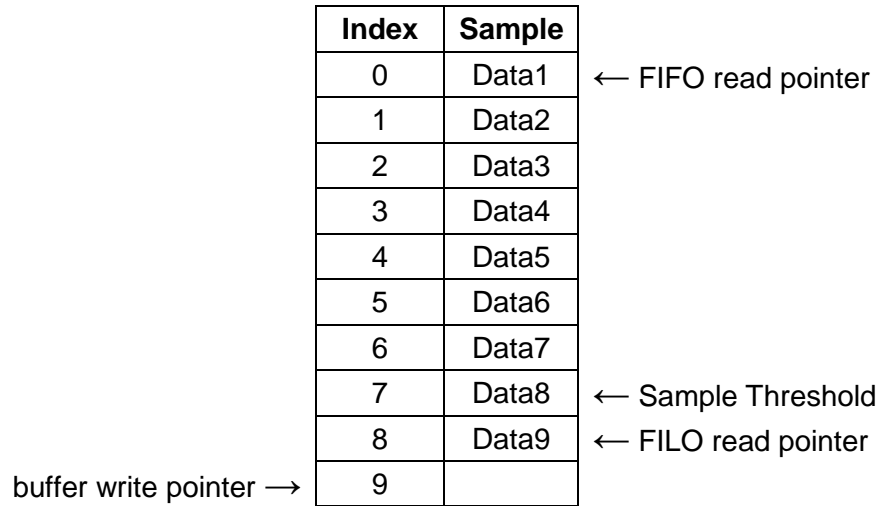 Index Sample
0 Data1 ← FIFO read pointer
1 Data2
2 Data3
3 Data4
4 Data5
5 Data6
6 Data7
7 Data8 ← Sample Threshold
8 Data9 ← FILO read pointer
buffer write pointer → 9